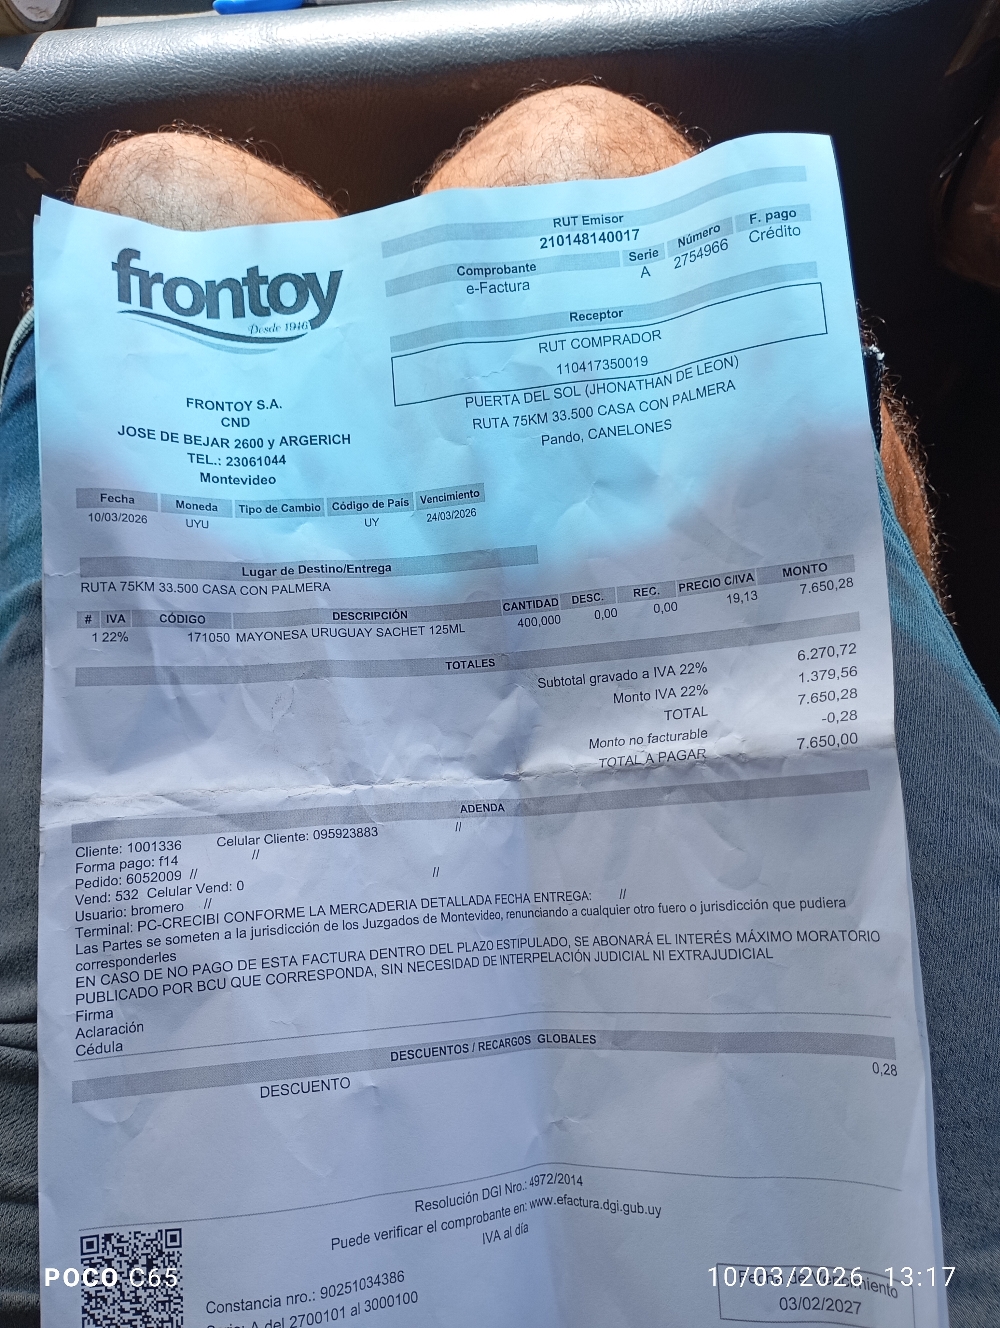 frontoy
Desde 1946
RUT Emisor
210148140017
Comprobante Serie Número F. pago
e-Factura A 2754966 Crédito
Receptor
RUT COMPRADOR
110417350019
PUERTA DEL SOL (JHONATHAN DE LEON)
RUTA 75KM 33.500 CASA CON PALMERA
Pando, CANELONES
FRONTOY S.A.
CND
JOSE DE BEJAR 2600 y ARGERICH
TEL.: 23061044
Montevideo
Fecha Moneda Tipo de Cambio Código de País Vencimiento
10/03/2026 UYU UY 24/03/2026
Lugar de Destino/Entrega
RUTA 75KM 33.500 CASA CON PALMERA
# IVA CÓDIGO DESCRIPCIÓN CANTIDAD DESC. REC. PRECIO C/IVA MONTO
1 22% 171050 MAYONESA URUGUAY SACHET 125ML 400,000 0,00 0,00 19,13 7.650,28
TOTALES
Subtotal gravado a IVA 22% 6.270,72
Monto IVA 22% 1.379,56
TOTAL 7.650,28
Monto no facturable -0,28
TOTAL A PAGAR 7.650,00
ADENDA
Cliente: 1001336 Celular Cliente: 095923883 //
Forma pago: f14 //
Pedido: 6052009 // //
Vend: 532 Celular Vend: 0
Usuario: bromero //
Terminal: PC-CRECIBI CONFORME LA MERCADERIA DETALLADA FECHA ENTREGA: //
Las Partes se someten a la jurisdicción de los Juzgados de Montevideo, renunciando a cualquier otro fuero o jurisdicción que pudiera
corresponderles
EN CASO DE NO PAGO DE ESTA FACTURA DENTRO DEL PLAZO ESTIPULADO, SE ABONARÁ EL INTERÉS MÁXIMO MORATORIO
PUBLICADO POR BCU QUE CORRESPONDA, SIN NECESIDAD DE INTERPELACIÓN JUDICIAL NI EXTRAJUDICIAL
Firma
Aclaración
Cédula
DESCUENTOS / RECARGOS GLOBALES
DESCUENTO 0,28
Resolución DGI Nro.: 4972/2014
Puede verificar el comprobante en: www.efactura.dgi.gub.uy
IVA al día
Constancia nro.: 90251034386
Serie: A del 2700101 al 3000100
Fecha de Vencimiento
03/02/2027
POCO C65
10/03/2026 13:17